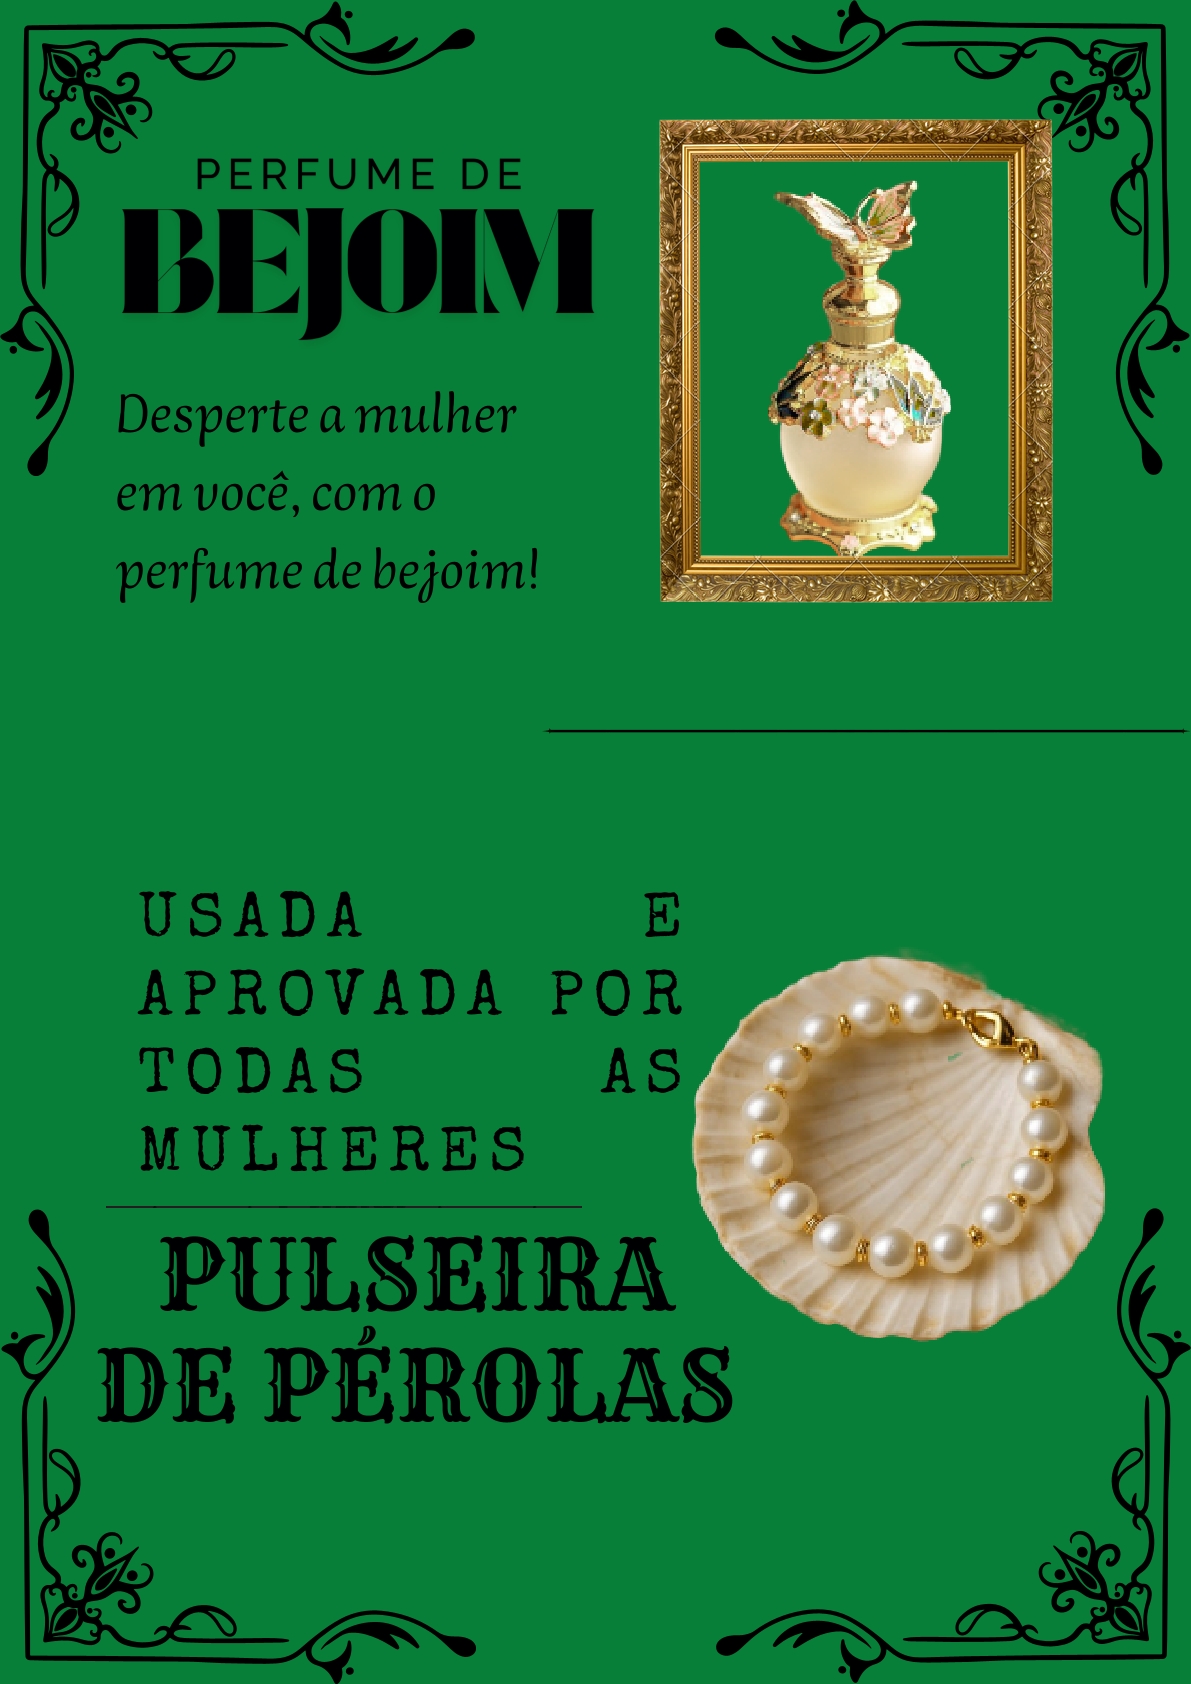 PERFUME DE
BEJOIM
Desperte a mulher
em você, com o
perfume de bejoim!
USADA E
APROVADA POR
TODAS AS
MULHERES
PULSEIRA
DE PÉROLAS